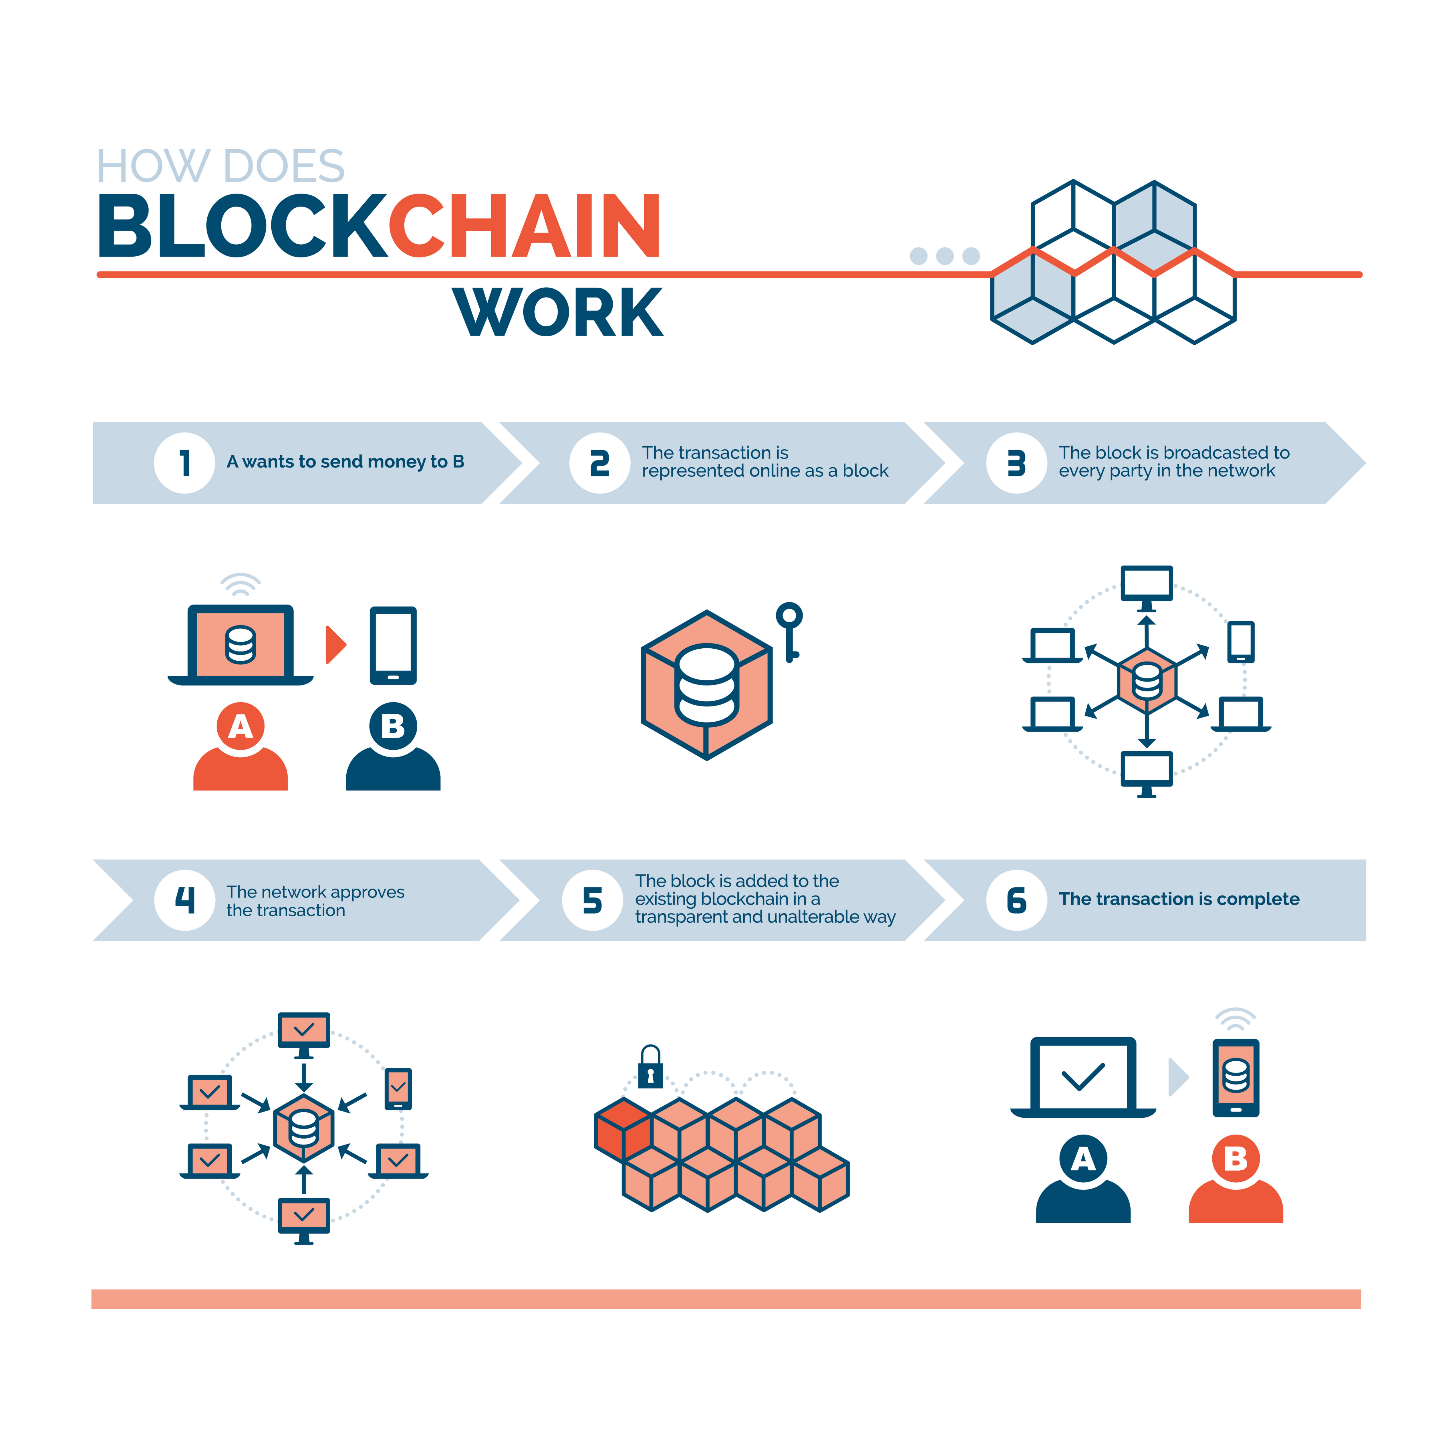 HOW DOES
BLOCKCHAIN
WORK
1
A wants to send money to B
2
The transaction is
represented online as a block
3
The block is broadcasted to
every party in the network
A
B
4
The network approves
the transaction
5
The block is added to the
existing blockchain in a
transparent and unalterable way
6
The transaction is complete
A
B